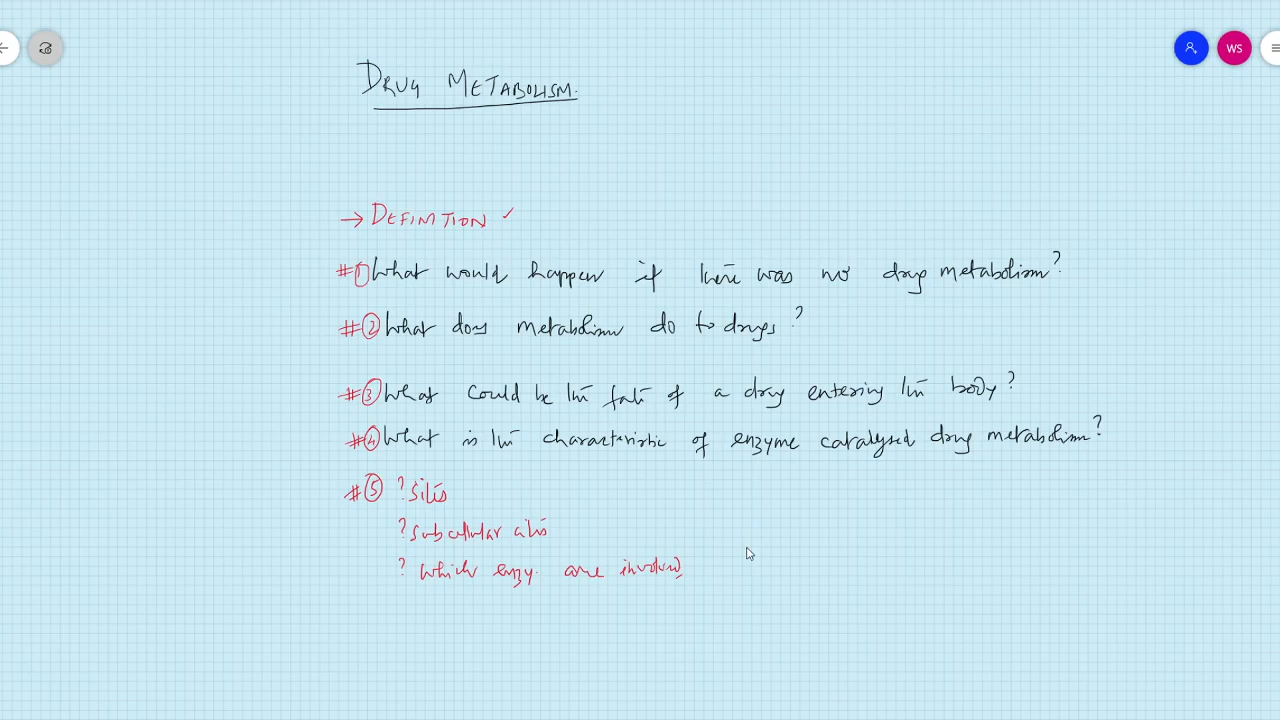 WS
DRUG METABOLISM.
→ DEFINITION ✓
#① What would happen if there was no drug metabolism?
#② What does metabolism do to drugs?
#③ What could be the fate of a drug entering the body?
#④ What is the characteristic of enzyme catalysed drug metabolism?
#⑤ ? Sites
? Subcellular sites
? Which enzy. are involved